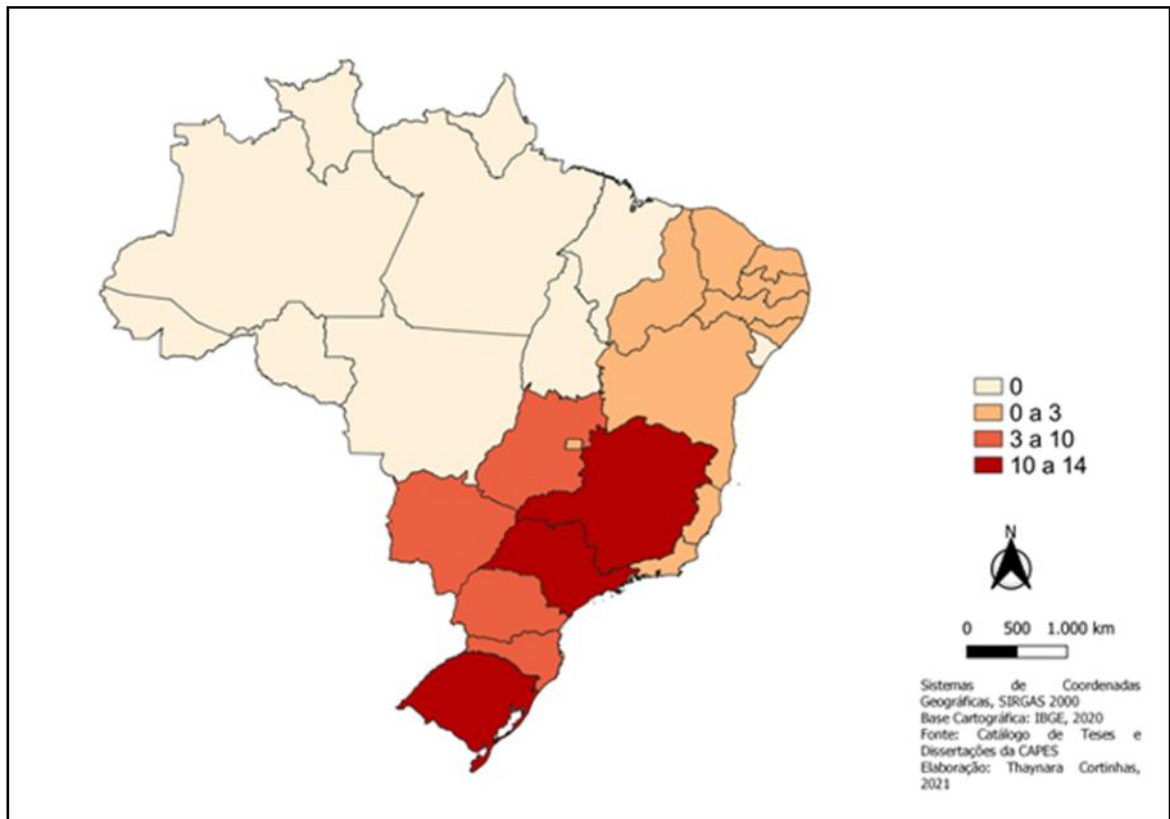 0
0 a 3
3 a 10
10 a 14
N
0 500 1.000 km
Sistemas de Coordenadas
Geográficas, SIRGAS 2000
Base Cartográfica: IBGE, 2020
Fonte: Catálogo de Teses e
Dissertações da CAPES
Elaboração: Thaynara Cortinhas,
2021